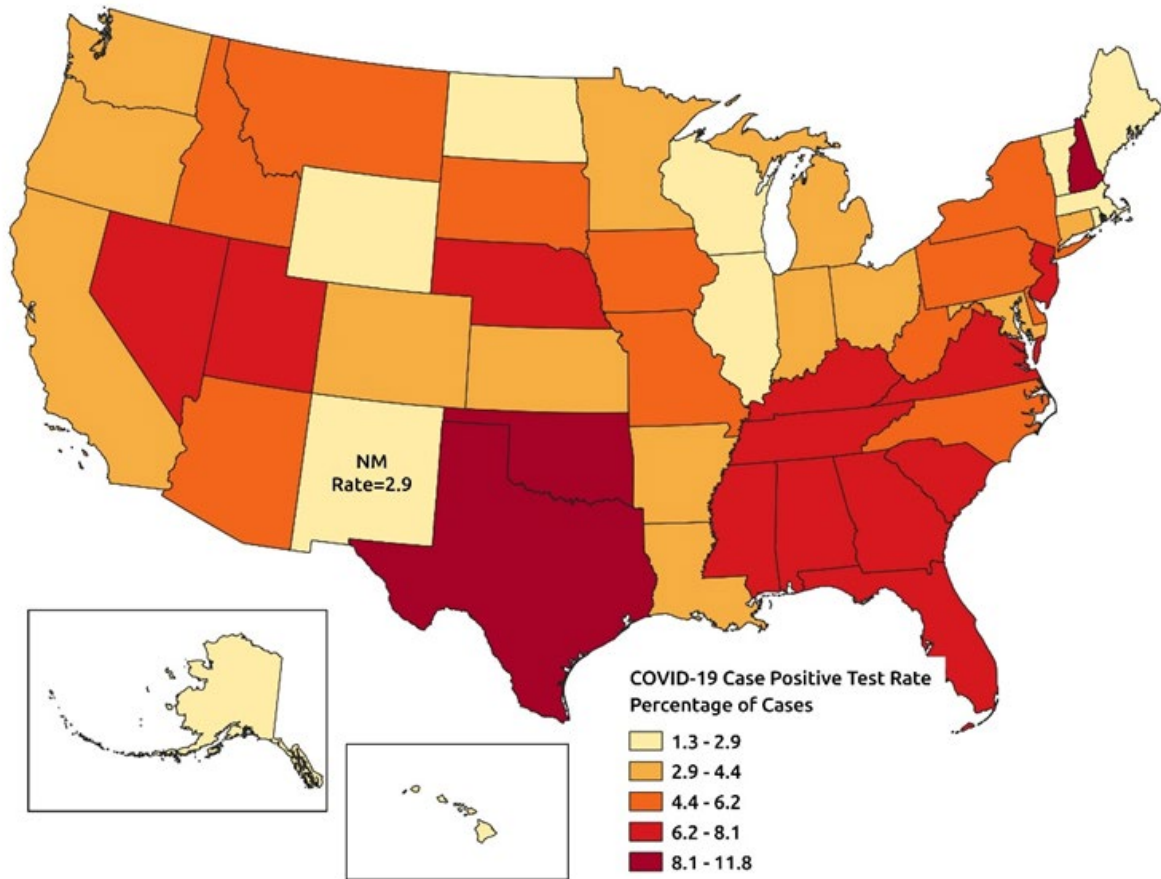 NM
Rate=2.9
COVID-19 Case Positive Test Rate
Percentage of Cases
1.3 - 2.9
2.9 - 4.4
4.4 - 6.2
6.2 - 8.1
8.1 - 11.8